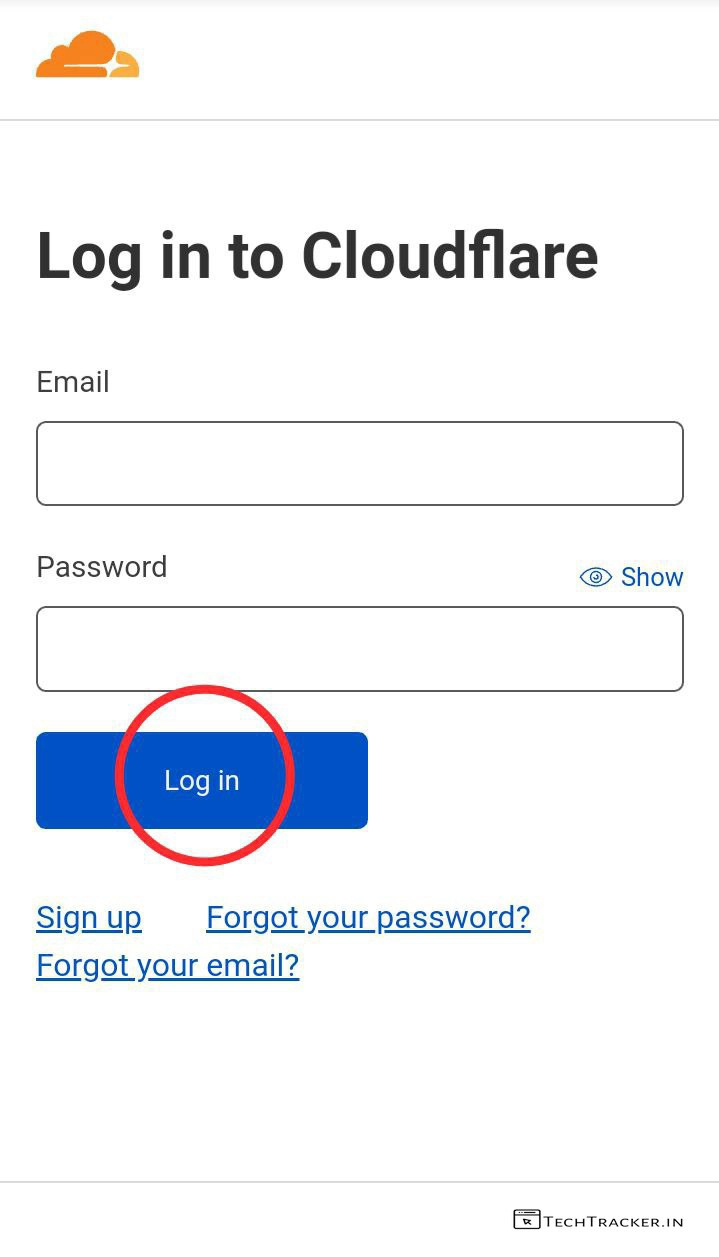 Log in to Cloudflare
Email
Password
Show
Log in
Sign up Forgot your password?
Forgot your email?
TECHTRACKER.IN